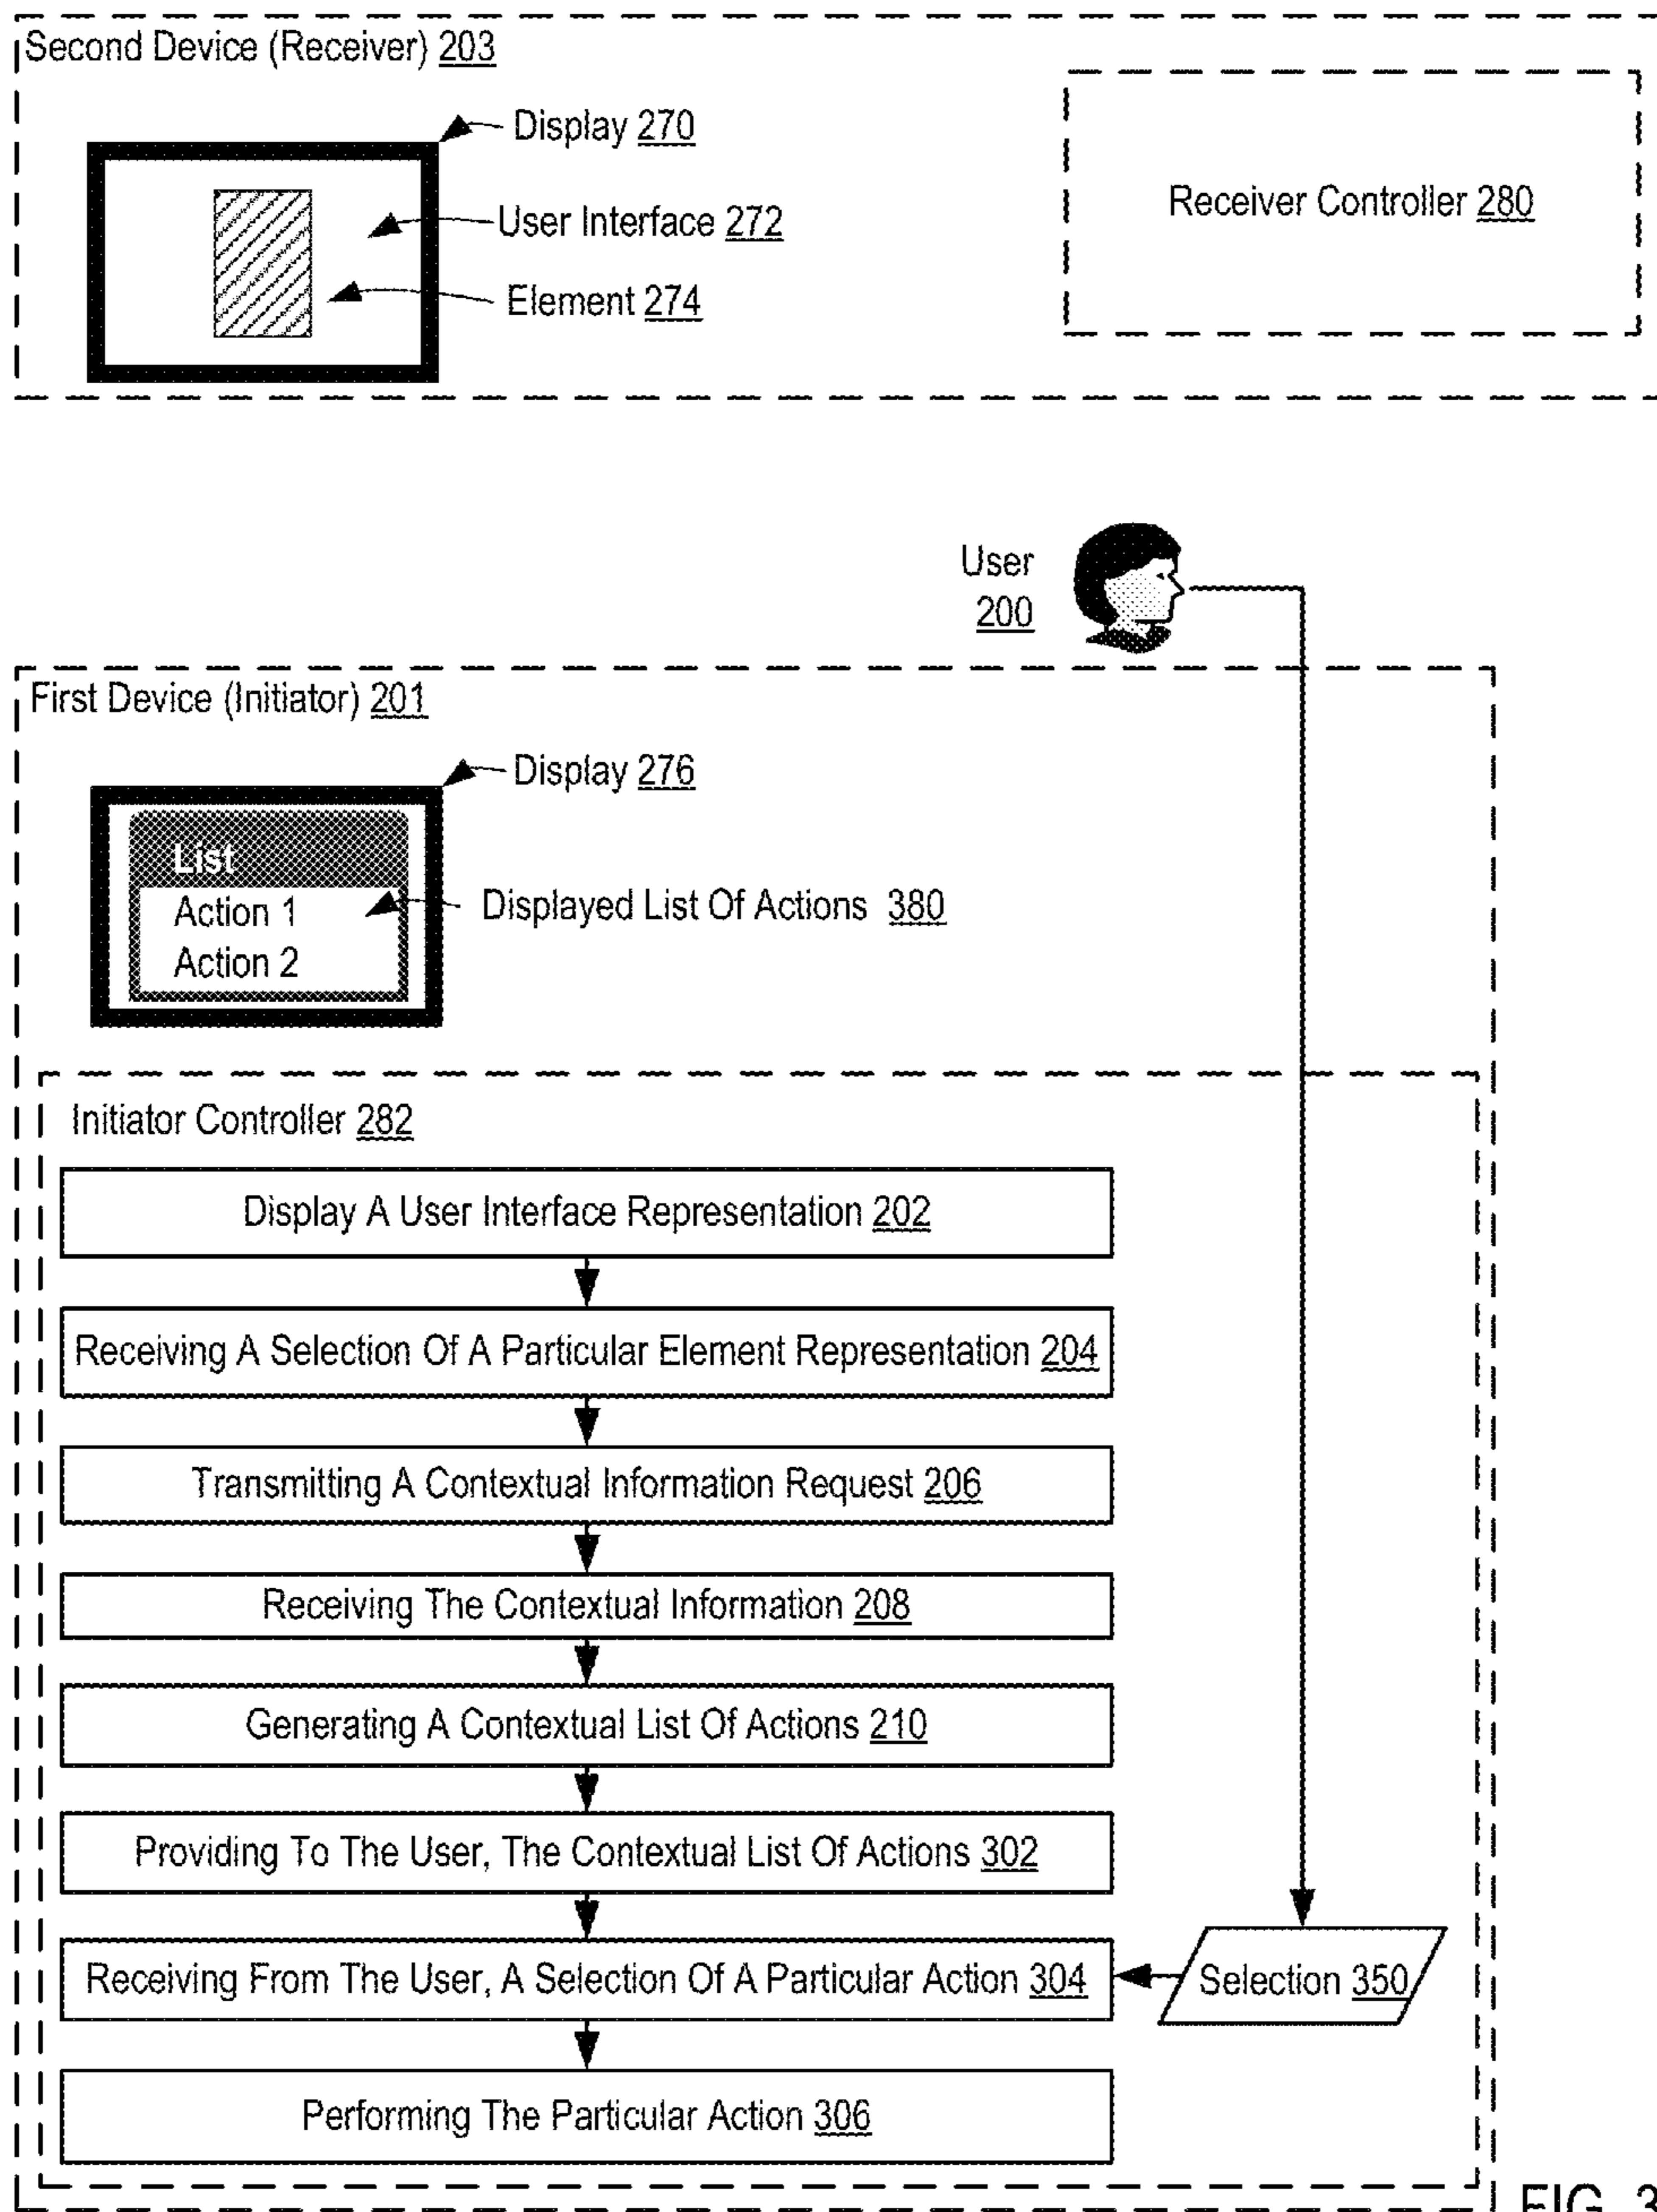 Second Device (Receiver) 203
Display 270
User Interface 272
Element 274
Receiver Controller 280
User
200
First Device (Initiator) 201
Display 276
List
Action 1
Action 2
Displayed List Of Actions 380
Initiator Controller 282
Display A User Interface Representation 202
Receiving A Selection Of A Particular Element Representation 204
Transmitting A Contextual Information Request 206
Receiving The Contextual Information 208
Generating A Contextual List Of Actions 210
Providing To The User, The Contextual List Of Actions 302
Receiving From The User, A Selection Of A Particular Action 304
Selection 350
Performing The Particular Action 306
FIG. 3